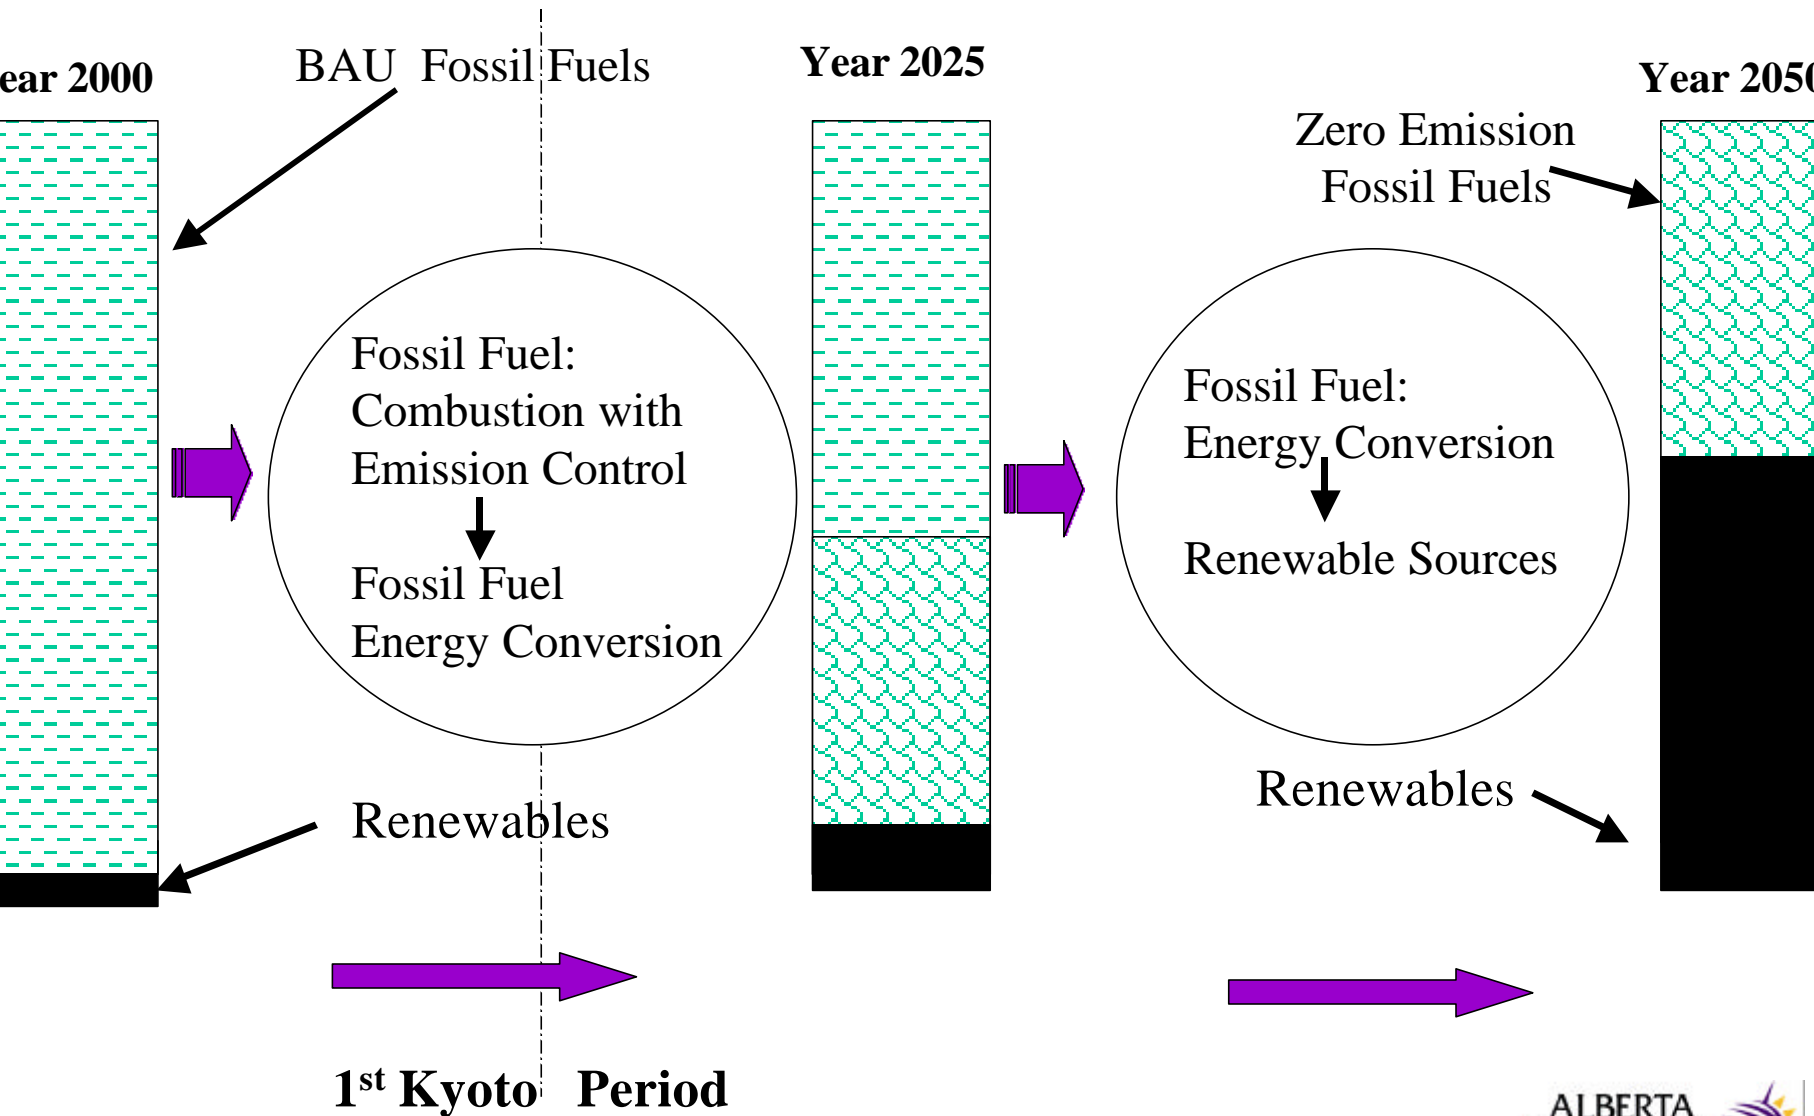 ear 2000
BAU Fossil Fuels
Year 2025
Year 2050
Zero Emission
Fossil Fuels
Fossil Fuel:
Combustion with
Emission Control
Fossil Fuel
Energy Conversion
Fossil Fuel:
Energy Conversion
Renewable Sources
Renewables
Renewables
1st Kyoto Period
ALBERTA